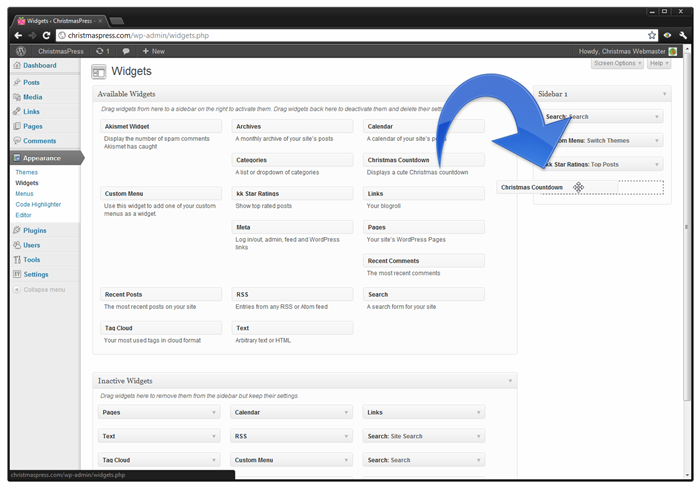 Widgets ‹ ChristmasPress ‹
christmaspress.com/wp-admin/widgets.php
ChristmasPress
1
+ New
Howdy, Christmas Webmaster
Screen Options
Help
Dashboard
Posts
Media
Links
Pages
Comments
Appearance
Themes
Widgets
Menus
Code Highlighter
Editor
Plugins
Users
Tools
Settings
Collapse menu
Widgets
Available Widgets
Drag widgets from here to a sidebar on the right to activate them. Drag widgets back here to deactivate them and delete their
Akismet Widget
Display the number of spam comments
Akismet has caught
Archives
A monthly archive of your site's posts
Calendar
A calendar of your site's
Categories
A list or dropdown of categories
Christmas Countdown
Displays a cute Christmas countdown
Custom Menu
Use this widget to add one of your custom
menus as a widget.
kk Star Ratings
Show top rated posts
Links
Your blogroll
Meta
Log in/out, admin, feed and WordPress
links
Pages
Your site's WordPress Pages
Recent Comments
The most recent comments
Recent Posts
The most recent posts on your site
RSS
Entries from any RSS or Atom feed
Search
A search form for your site
Tag Cloud
Your most used tags in cloud format
Text
Arbitrary text or HTML
Sidebar 1
Search: Search
Menu: Switch Themes
kk Star Ratings: Top Posts
Christmas Countdown
Inactive Widgets
Drag widgets here to remove them from the sidebar but keep their settings.
Pages
Calendar
Links
Text
RSS
Search: Site Search
Tag Cloud
Custom Menu
Search: Search
christmaspress.com/wp-admin/widgets.php